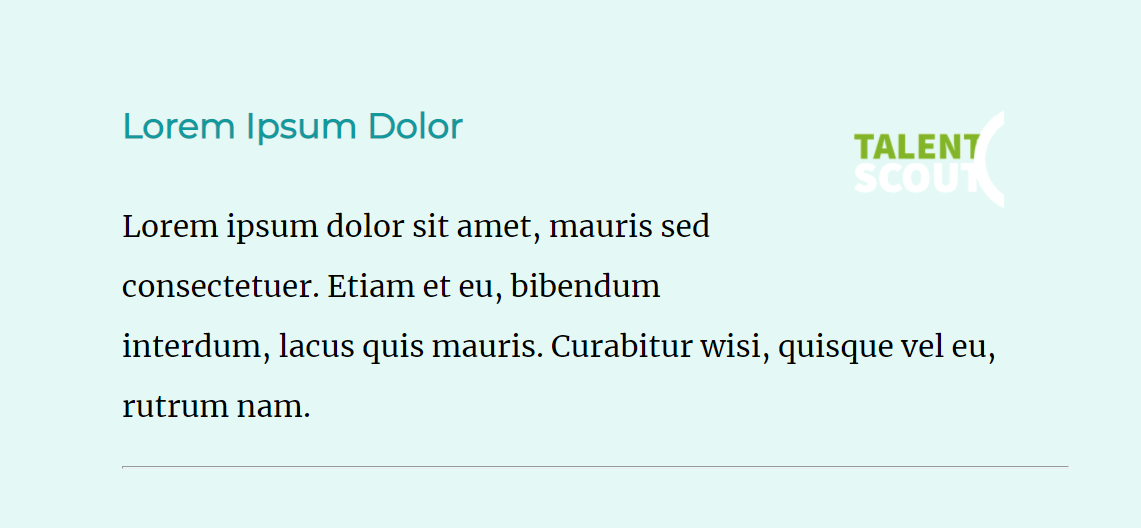 Lorem Ipsum Dolor
TALENT
SCOUT
Lorem ipsum dolor sit amet, mauris sed
consectetuer. Etiam et eu, bibendum
interdum, lacus quis mauris. Curabitur wisi, quisque vel eu,
rutrum nam.